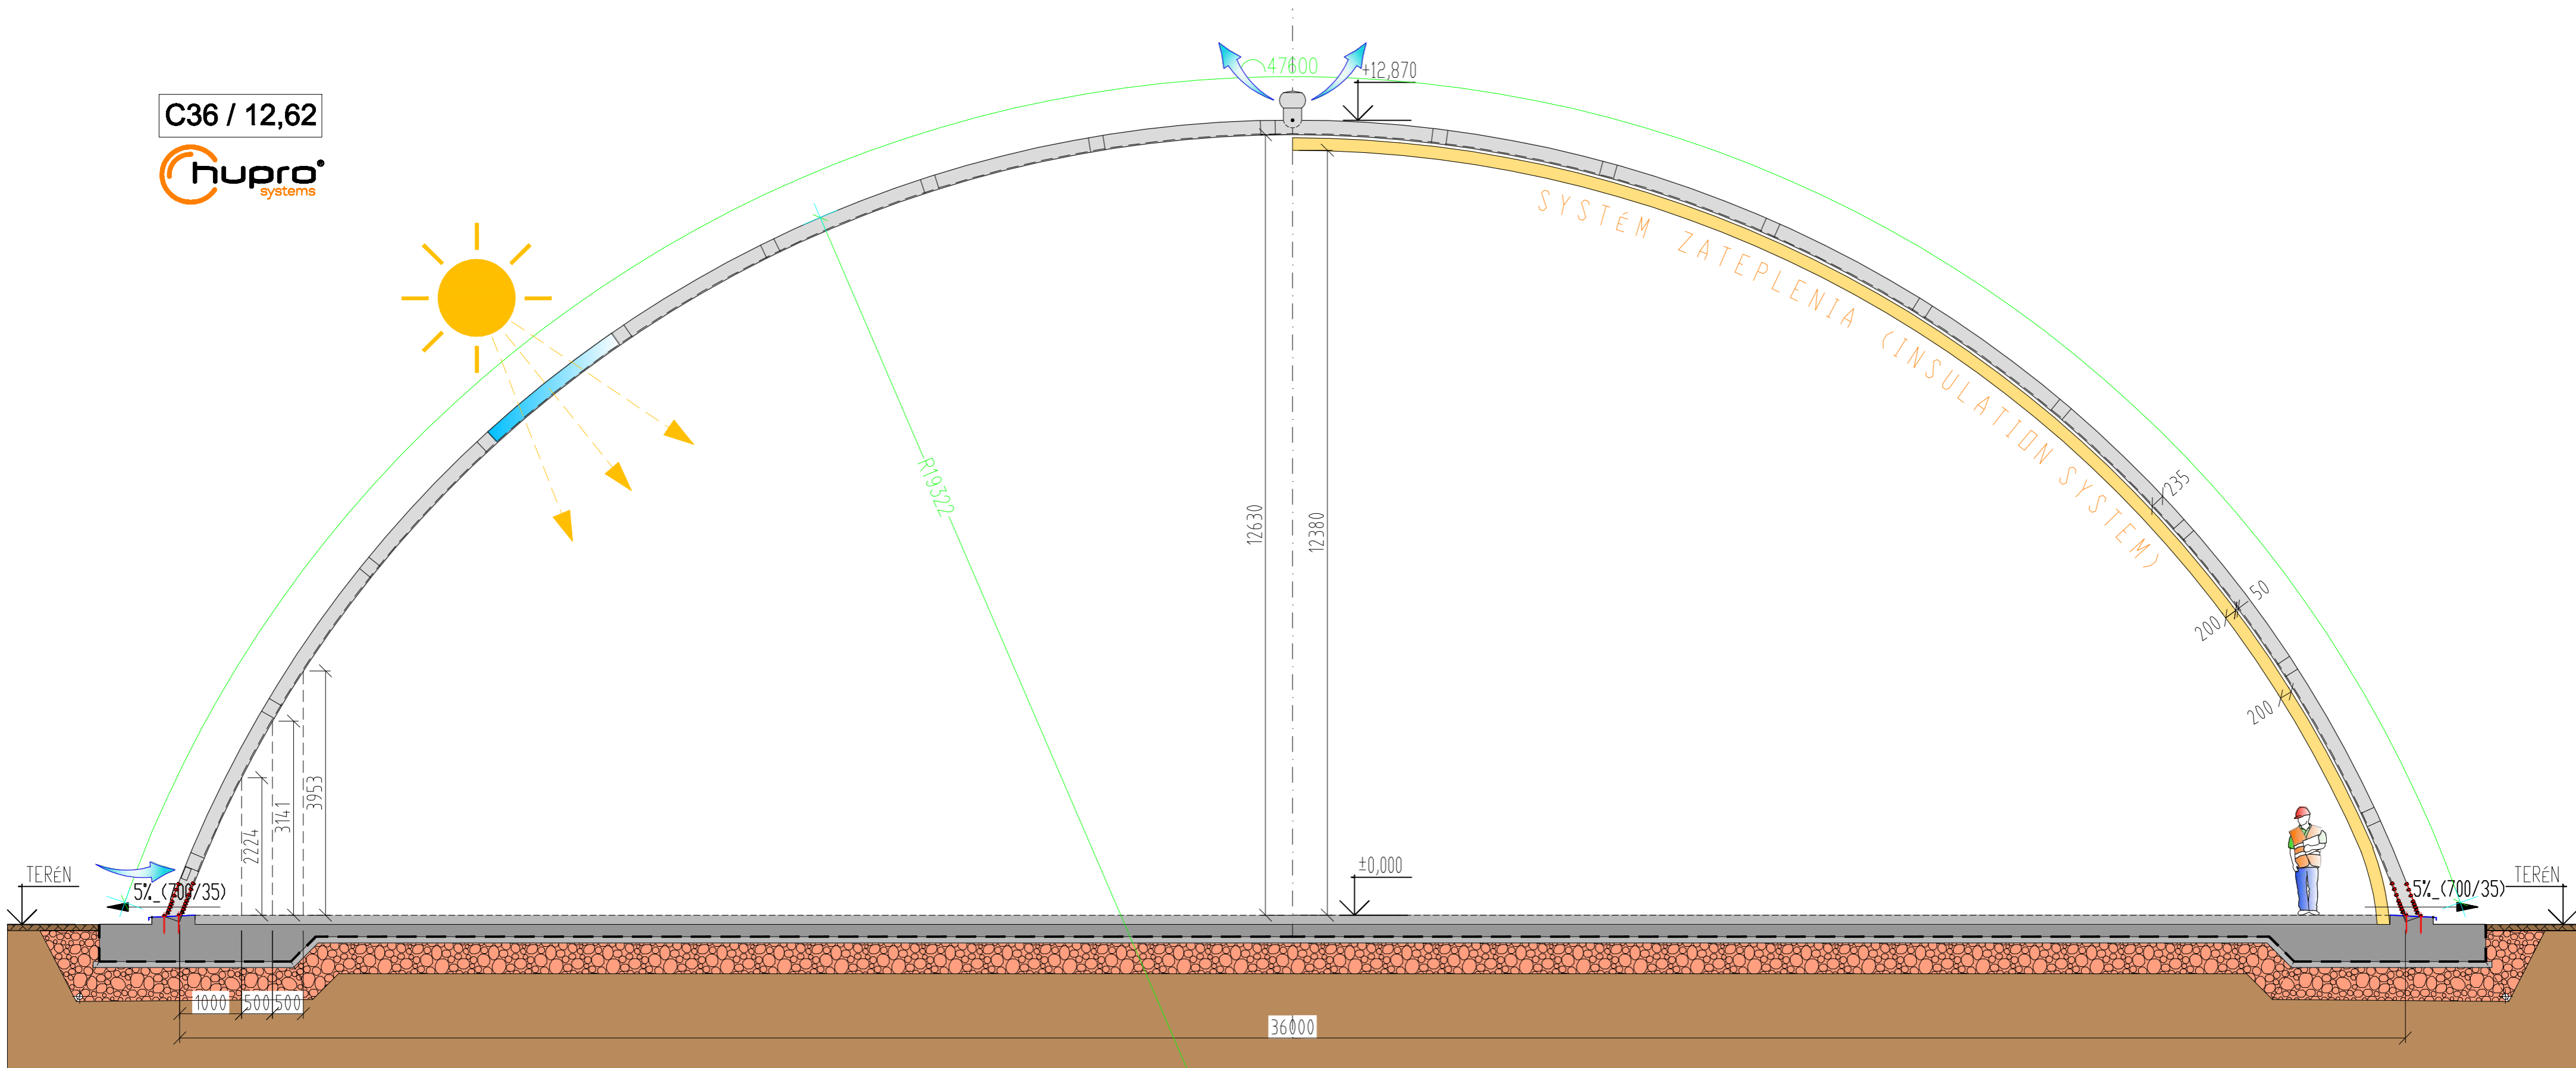 47600
+12,870
C36 / 12,62
hupro®
systems
SYSTÉM ZATEPLENIA (INSULATION SYSTEM)
R19322
12630
12380
235
50
200
200
3953
3141
2224
±0,000
TERÉN
5%_(700/35)
5%_(700/35)
TERÉN
1000
500
500
36000